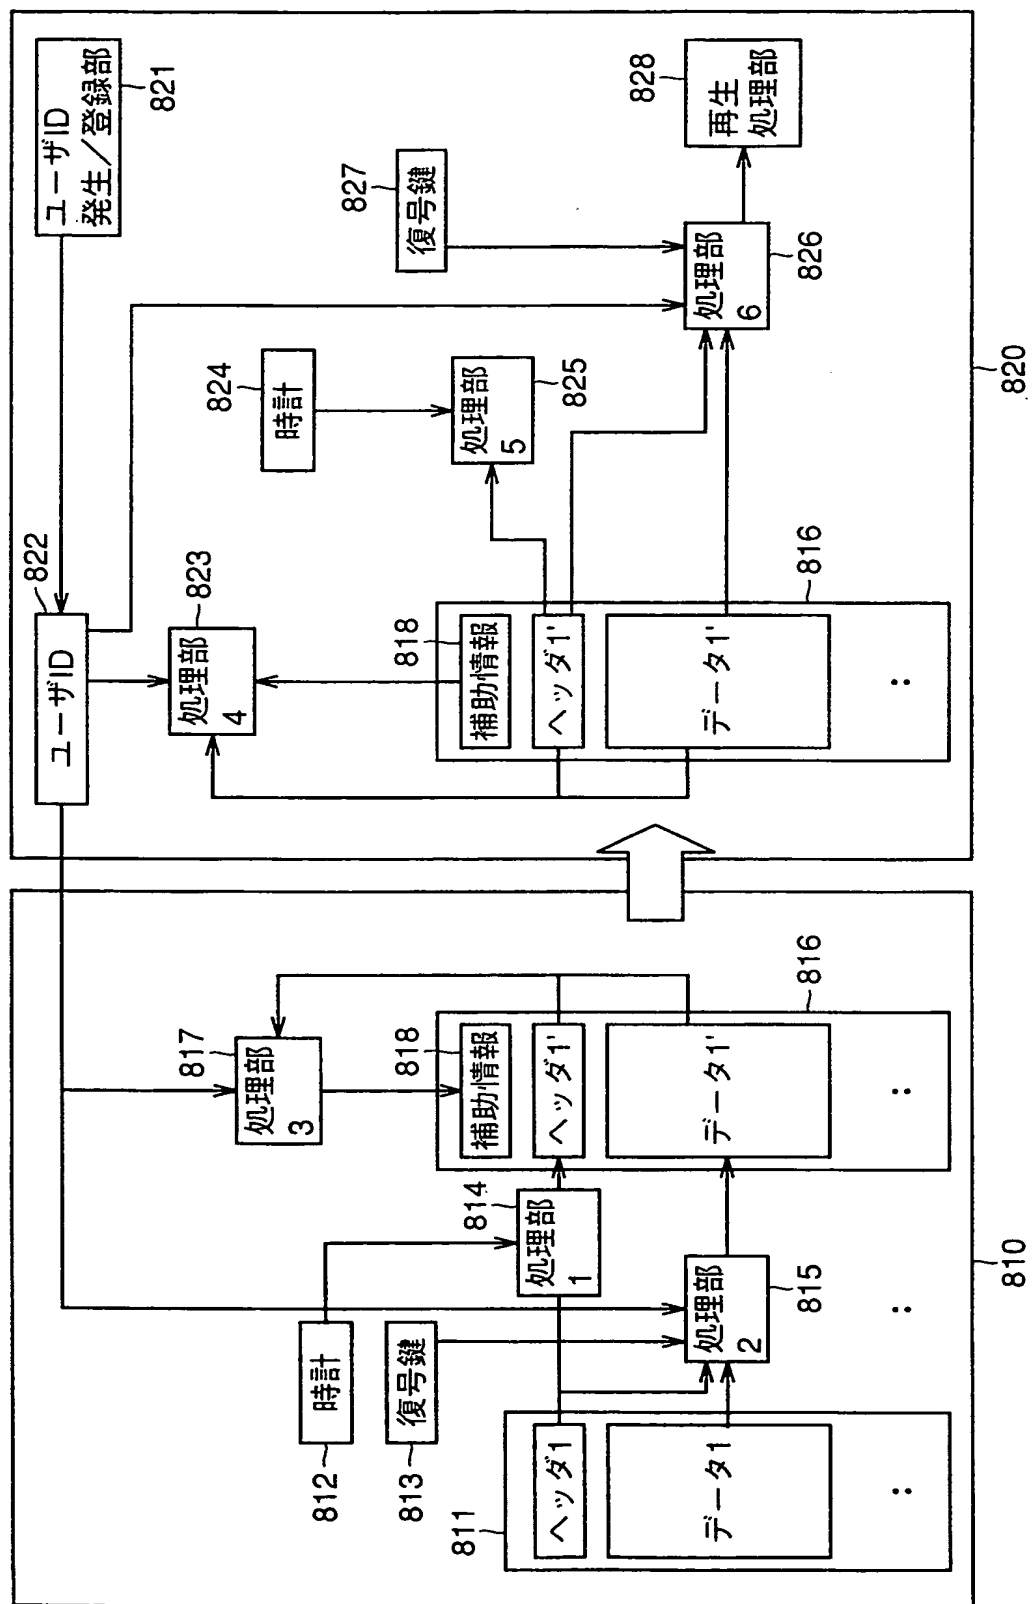 ユーザID
発生／登録部
821
822
ユーザID
823
処理部
4
824
時計
処理部
5
825
827
復号鍵
処理部
6
826
828
再生
処理部
818
補助情報
ヘッダ1'
データ1'
:
816
820
817
処理部
3
818
補助情報
ヘッダ1'
データ1'
:
816
814
処理部
1
時計
812
復号鍵
813
処理部
2
815
:
811
ヘッダ1
データ1
:
810